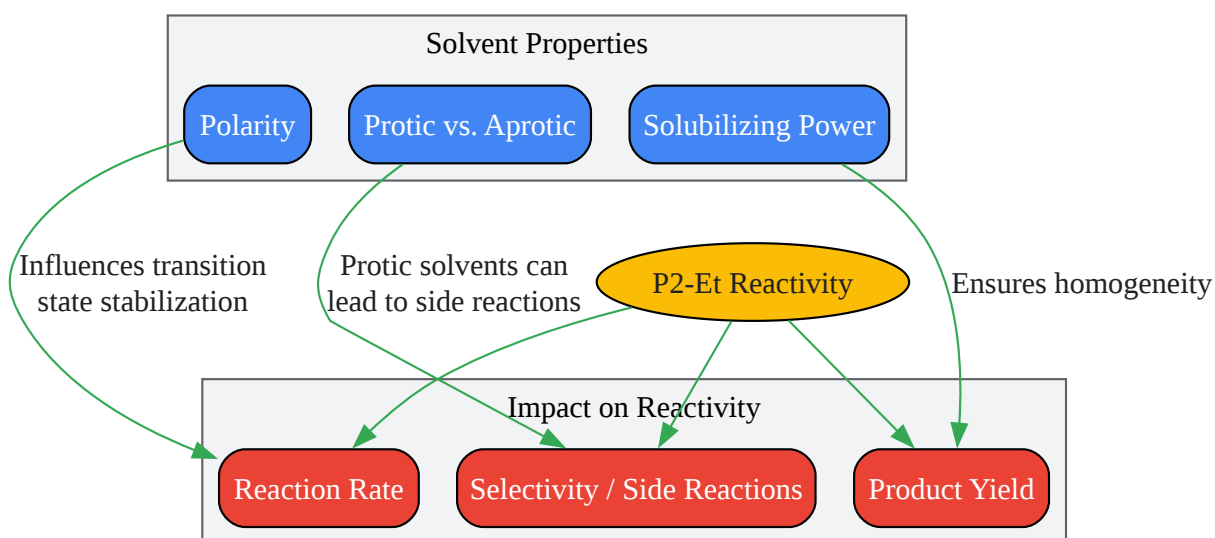 Solvent Properties
Polarity
Protic vs. Aprotic
Solubilizing Power
Influences transition
state stabilization
Protic solvents can
lead to side reactions
P2-Et Reactivity
Ensures homogeneity
Impact on Reactivity
Reaction Rate
Selectivity / Side Reactions
Product Yield